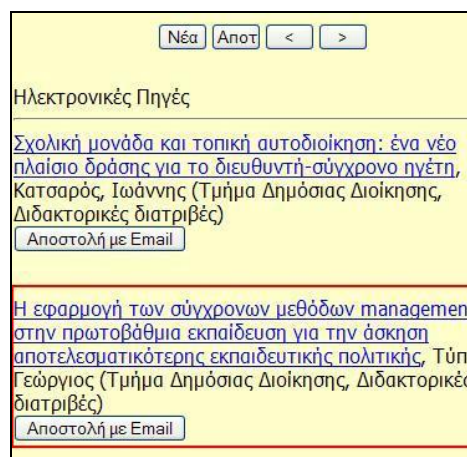 Νέα Αποτ < >
Ηλεκτρονικές Πηγές
Σχολική μονάδα και τοπική αυτοδιοίκηση: ένα νέο
πλαίσιο δράσης για το διευθυντή-σύγχρονο ηγέτη,
Κατσαρός, Ιωάννης (Τμήμα Δημόσιας Διοίκησης,
Διδακτορικές διατριβές)
Αποστολή με Email
Η εφαρμογή των σύγχρονων μεθόδων managemen
στην πρωτοβάθμια εκπαίδευση για την άσκηση
αποτελεσματικότερης εκπαιδευτικής πολιτικής, Τύπ
Γεώργιος (Τμήμα Δημόσιας Διοίκησης, Διδακτορικές
διατριβές)
Αποστολή με Email